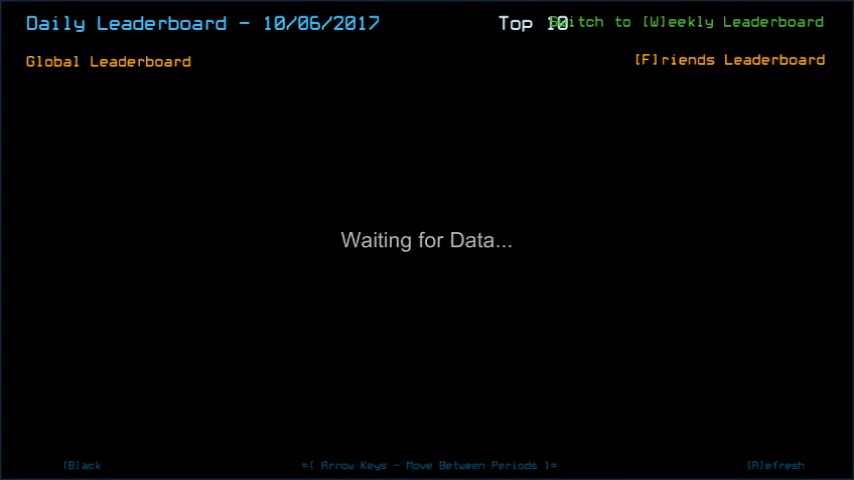 Daily Leaderboard - 10/06/2017
Top 10
Switch to [W]eekly Leaderboard
Global Leaderboard
[F]riends Leaderboard
Waiting for Data...
[B]ack
=[ Arrow Keys - Move Between Periods ]=
[R]efresh